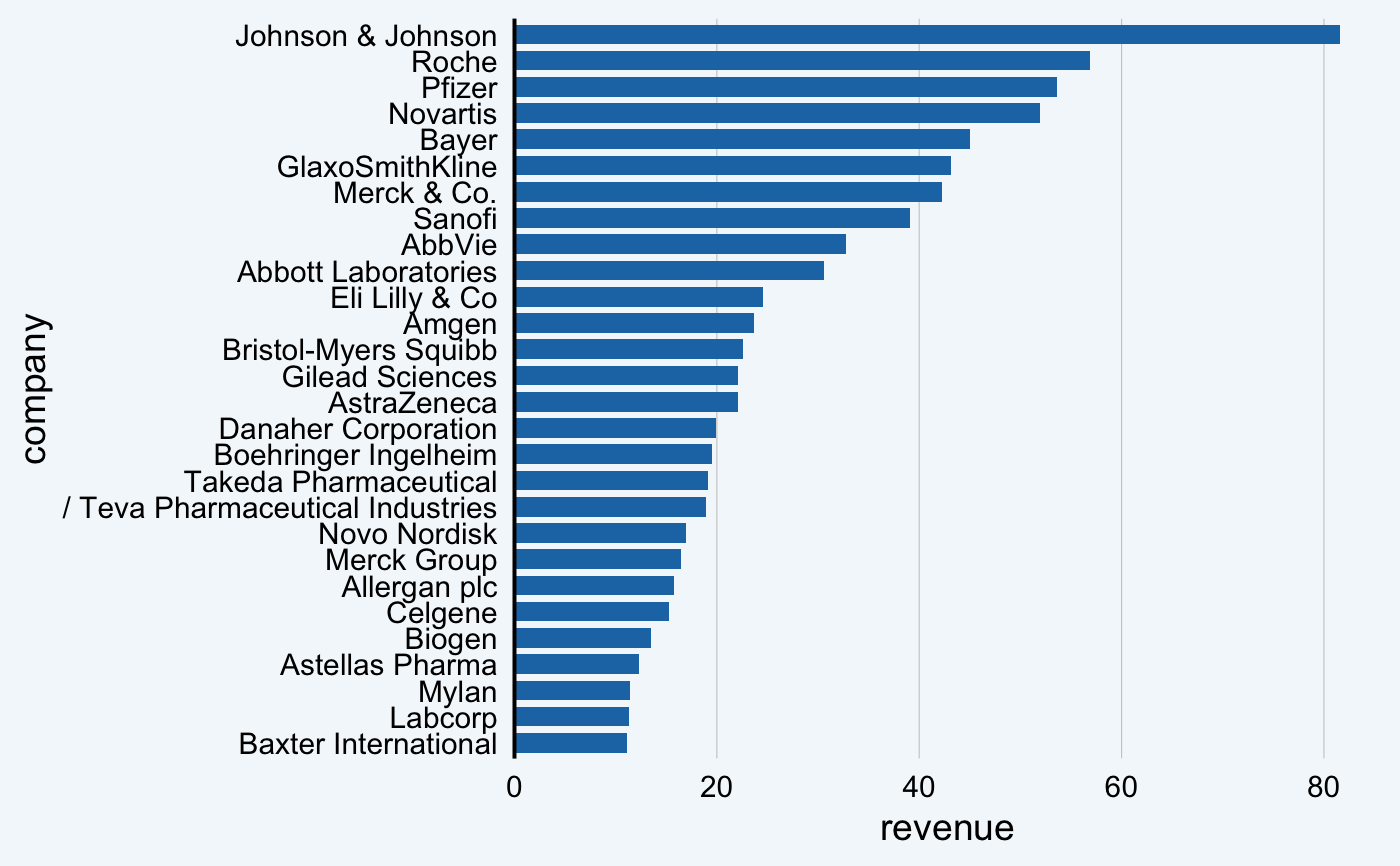 Johnson & Johnson
Roche
Pfizer
Novartis
Bayer
GlaxoSmithKline
Merck & Co.
Sanofi
AbbVie
Abbott Laboratories
Eli Lilly & Co
Amgen
Bristol-Myers Squibb
Gilead Sciences
AstraZeneca
Danaher Corporation
Boehringer Ingelheim
Takeda Pharmaceutical
/ Teva Pharmaceutical Industries
Novo Nordisk
Merck Group
Allergan plc
Celgene
Biogen
Astellas Pharma
Mylan
Labcorp
Baxter International
company
0 20 40 60 80
revenue